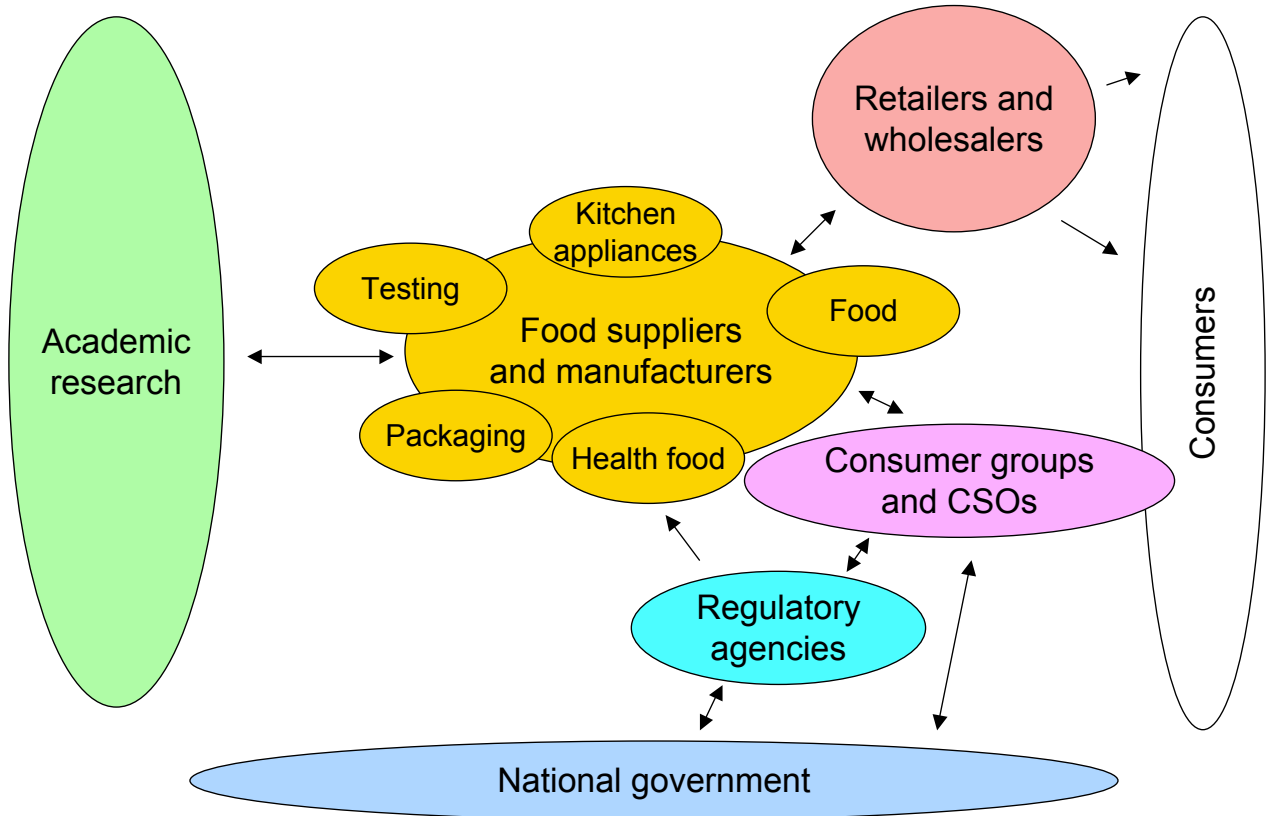 Retailers and
wholesalers
Kitchen
appliances
Testing
Food
Food suppliers
and manufacturers
Academic
research
Consumers
Packaging
Health food
Consumer groups
and CSOs
Regulatory
agencies
National government